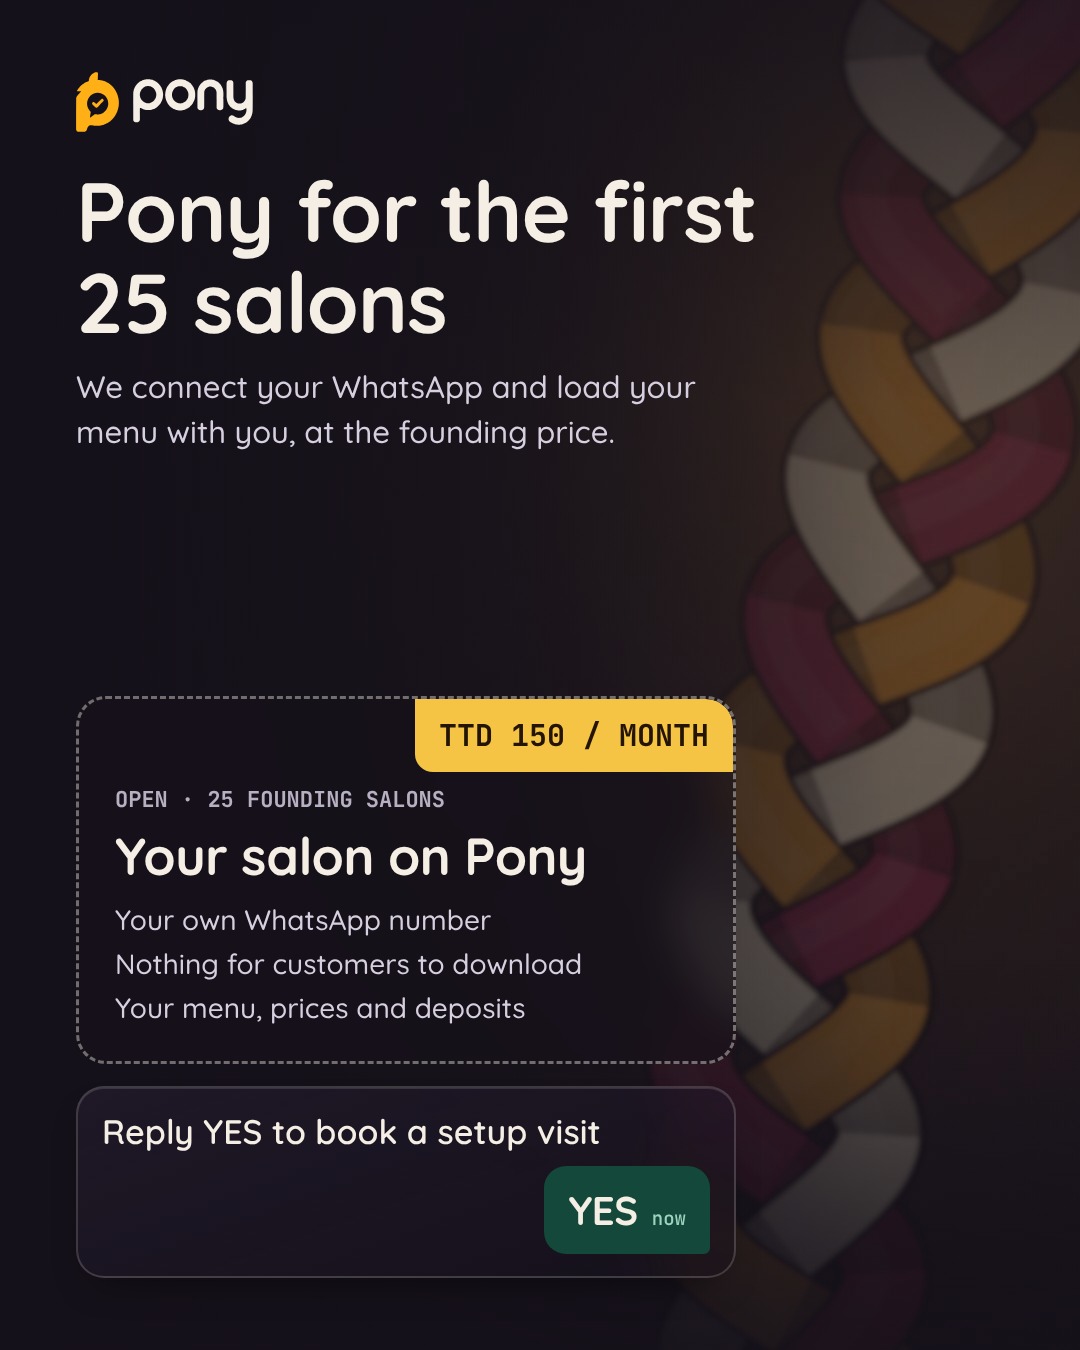 pony
Pony for the first
25 salons
We connect your WhatsApp and load your
menu with you, at the founding price.
TTD 150 / MONTH
OPEN · 25 FOUNDING SALONS
Your salon on Pony
Your own WhatsApp number
Nothing for customers to download
Your menu, prices and deposits
Reply YES to book a setup visit
YES now